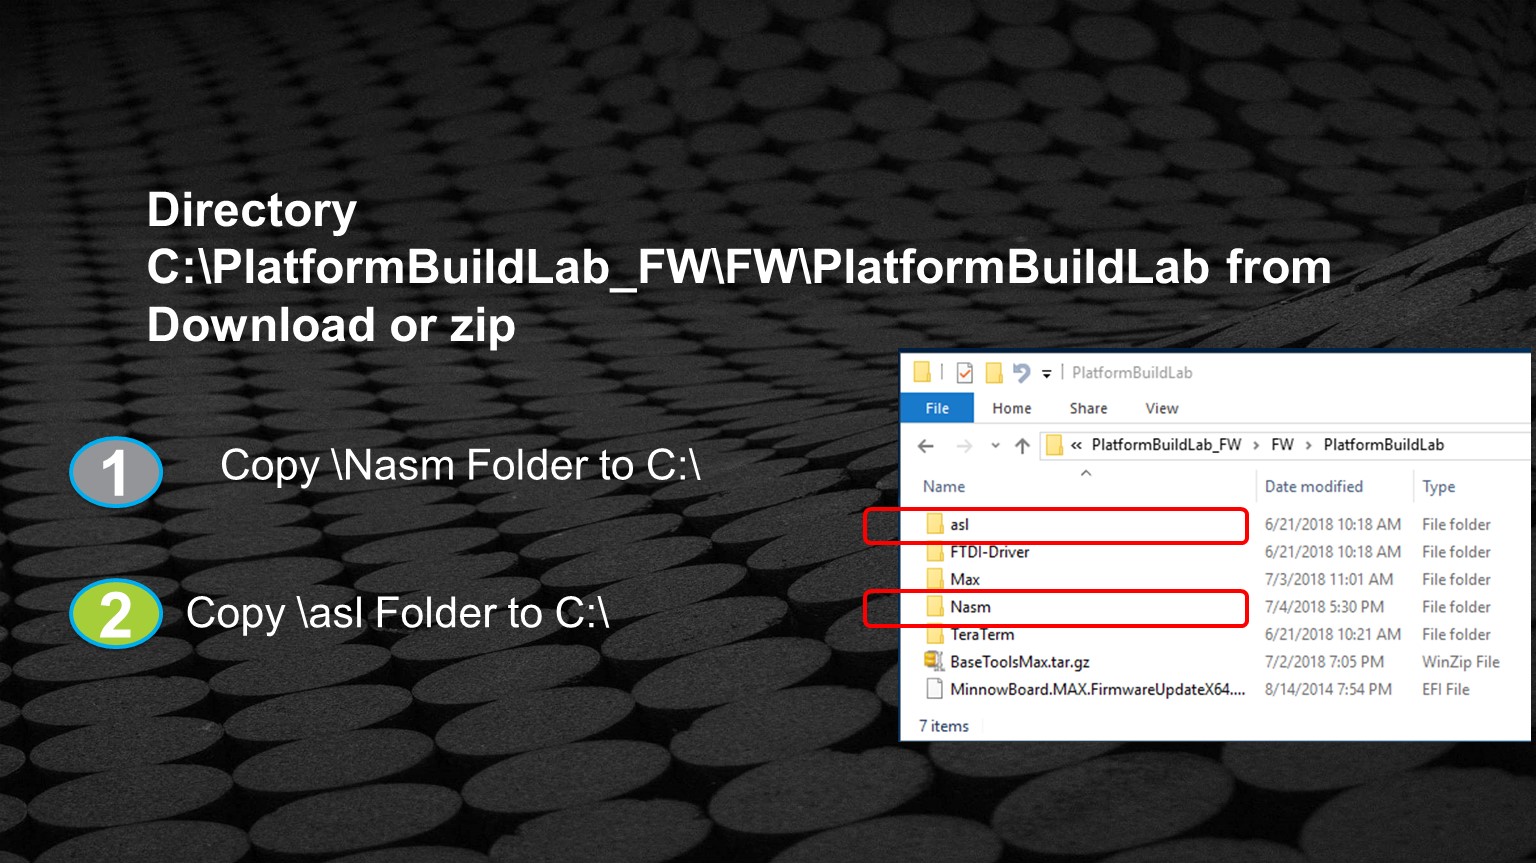 Directory
C:\PlatformBuildLab_FW\FW\PlatformBuildLab from
Download or zip
1 Copy \Nasm Folder to C:\
2 Copy \asl Folder to C:\
PlatformBuildLab
File Home Share View
« PlatformBuildLab_FW > FW > PlatformBuildLab
Name Date modified Type
asl 6/21/2018 10:18 AM File folder
FTDI-Driver 6/21/2018 10:18 AM File folder
Max 7/3/2018 11:01 AM File folder
Nasm 7/4/2018 5:30 PM File folder
TeraTerm 6/21/2018 10:21 AM File folder
BaseToolsMax.tar.gz 7/2/2018 7:05 PM WinZip File
MinnowBoard.MAX.FirmwareUpdateX64.... 8/14/2014 7:54 PM EFI File
7 items